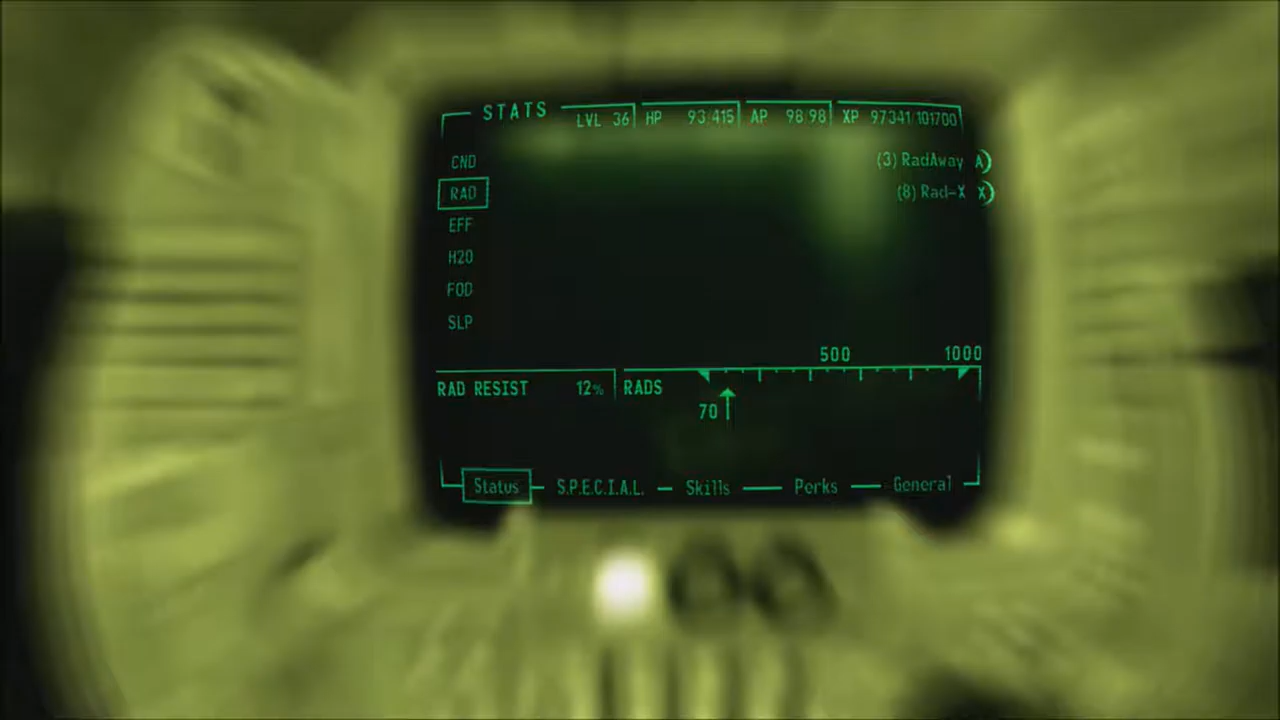 STATS LVL 36 HP 93/415 AP 98/98 XP 97341/101700
CND (3) RadAway A)
RAD (8) Rad-X X)
EFF
H2O
FOD
SLP
500 1000
RAD RESIST 12% RADS
70
Status S.P.E.C.I.A.L. Skills Perks General